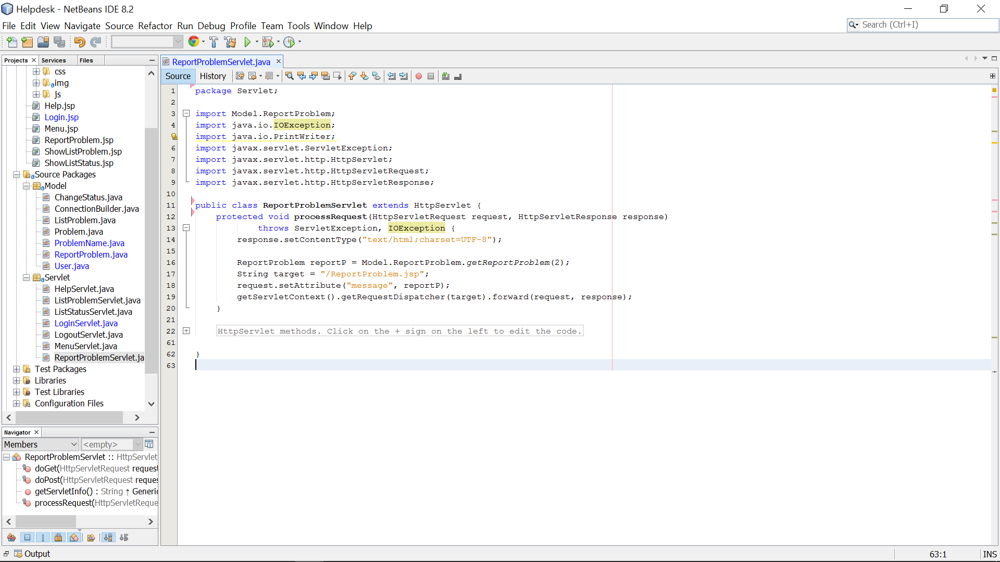 Helpdesk - NetBeans IDE 8.2
File Edit View Navigate Source Refactor Run Debug Profile Team Tools Window Help
Search (Ctrl+I)
Projects Services Files
css
img
js
Help.jsp
Login.jsp
Menu.jsp
ReportProblem.jsp
ShowListProblem.jsp
ShowListStatus.jsp
Source Packages
Model
ChangeStatus.java
ConnectionBuilder.java
ListProblem.java
Problem.java
ProblemName.java
ReportProblem.java
User.java
Servlet
HelpServlet.java
ListProblemServlet.java
ListStatusServlet.java
LoginServlet.java
LogoutServlet.java
MenuServlet.java
ReportProblemServlet.ja
Test Packages
Libraries
Test Libraries
Configuration Files
Navigator
Members <empty>
ReportProblemServlet :: HttpServlet
doGet(HttpServletRequest request
doPost(HttpServletRequest reques
getServletInfo() : String ↑ Generic
processRequest(HttpServletReque
ReportProblemServlet.java
Source History
1 package Servlet;
2
3 import Model.ReportProblem;
4 import java.io.IOException;
import java.io.PrintWriter;
6 import javax.servlet.ServletException;
7 import javax.servlet.http.HttpServlet;
8 import javax.servlet.http.HttpServletRequest;
9 import javax.servlet.http.HttpServletResponse;
10
11 public class ReportProblemServlet extends HttpServlet {
12 protected void processRequest(HttpServletRequest request, HttpServletResponse response)
13 throws ServletException, IOException {
14 response.setContentType("text/html;charset=UTF-8");
15
16 ReportProblem reportP = Model.ReportProblem.getReportProblem(2);
17 String target = "/ReportProblem.jsp";
18 request.setAttribute("message", reportP);
19 getServletContext().getRequestDispatcher(target).forward(request, response);
20 }
21
22 HttpServlet methods. Click on the + sign on the left to edit the code.
61
62 }
63
Output
63:1 INS